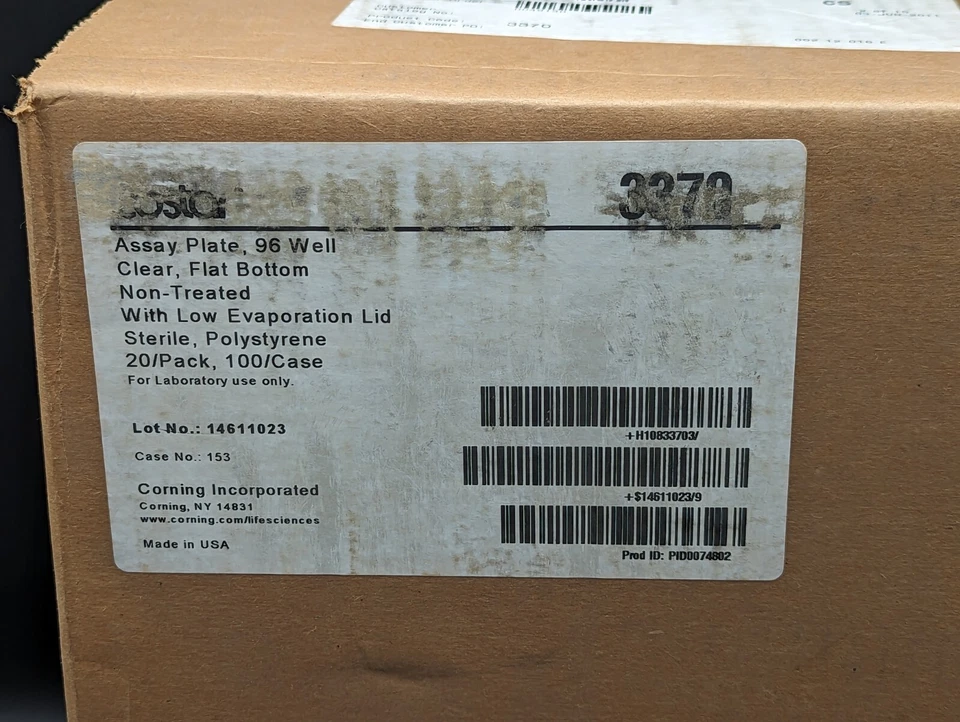 3370
costar
3370
Assay Plate, 96 Well
Clear, Flat Bottom
Non-Treated
With Low Evaporation Lid
Sterile, Polystyrene
20/Pack, 100/Case
For Laboratory use only.
+H10833703/
Lot No.: 14611023
Case No.: 153
+$14611023/9
Corning Incorporated
Corning, NY 14831
www.corning.com/lifesciences
Made in USA
Prod ID: PID0074802